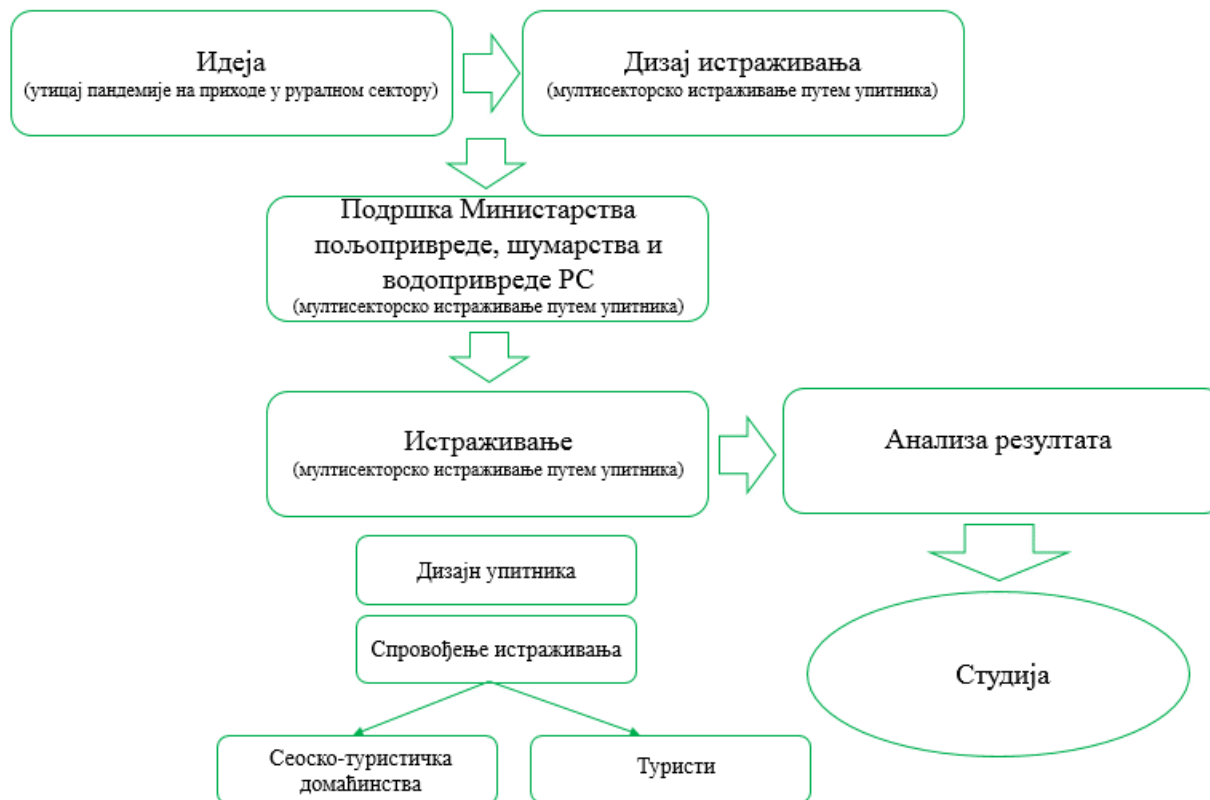 Идеја
(утицај пандемије на приходе у руралном сектору)
Дизај истраживања
(мултисекторско истраживање путем упитника)
Подршка Министарства
пољопривреде, шумарства и
водопривреде РС
(мултисекторско истраживање путем упитника)
Истраживање
(мултисекторско истраживање путем упитника)
Анализа резултата
Дизајн упитника
Спровођење истраживања
Студија
Сеоско-туристичка
домаћинства
Туристи